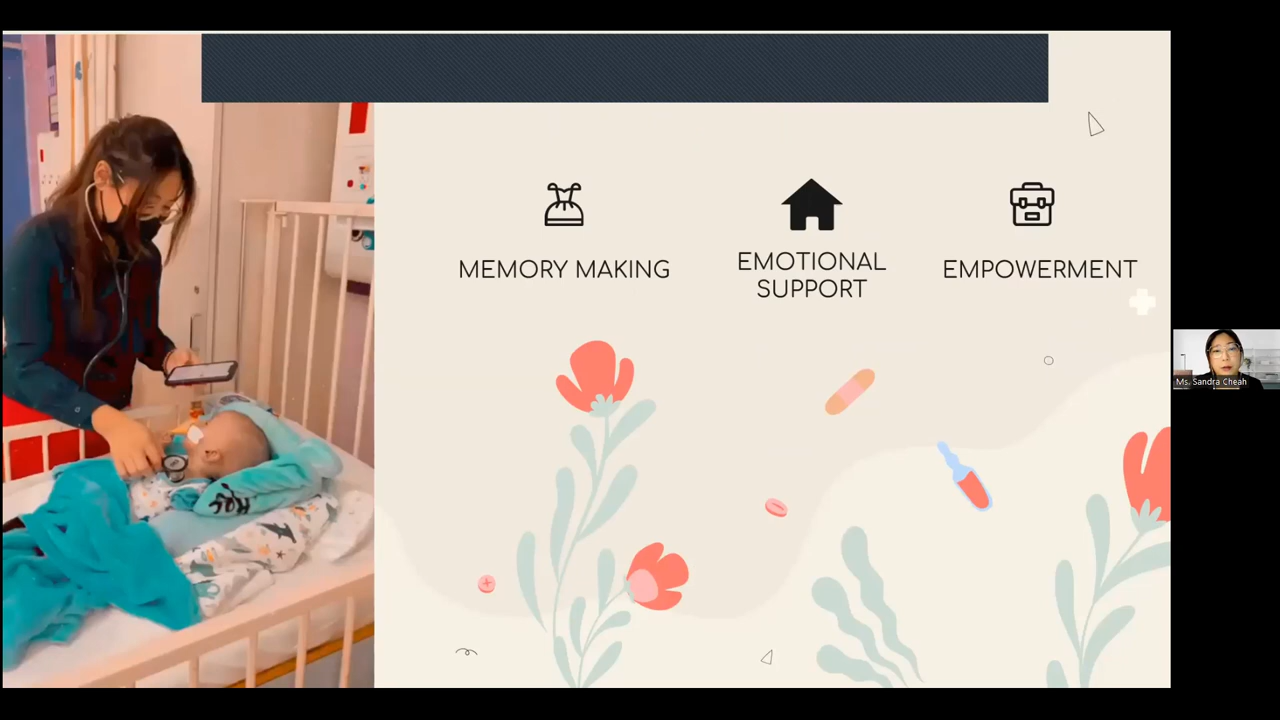 MEMORY MAKING
EMOTIONAL
SUPPORT
EMPOWERMENT
Ms. Sandra Cheah